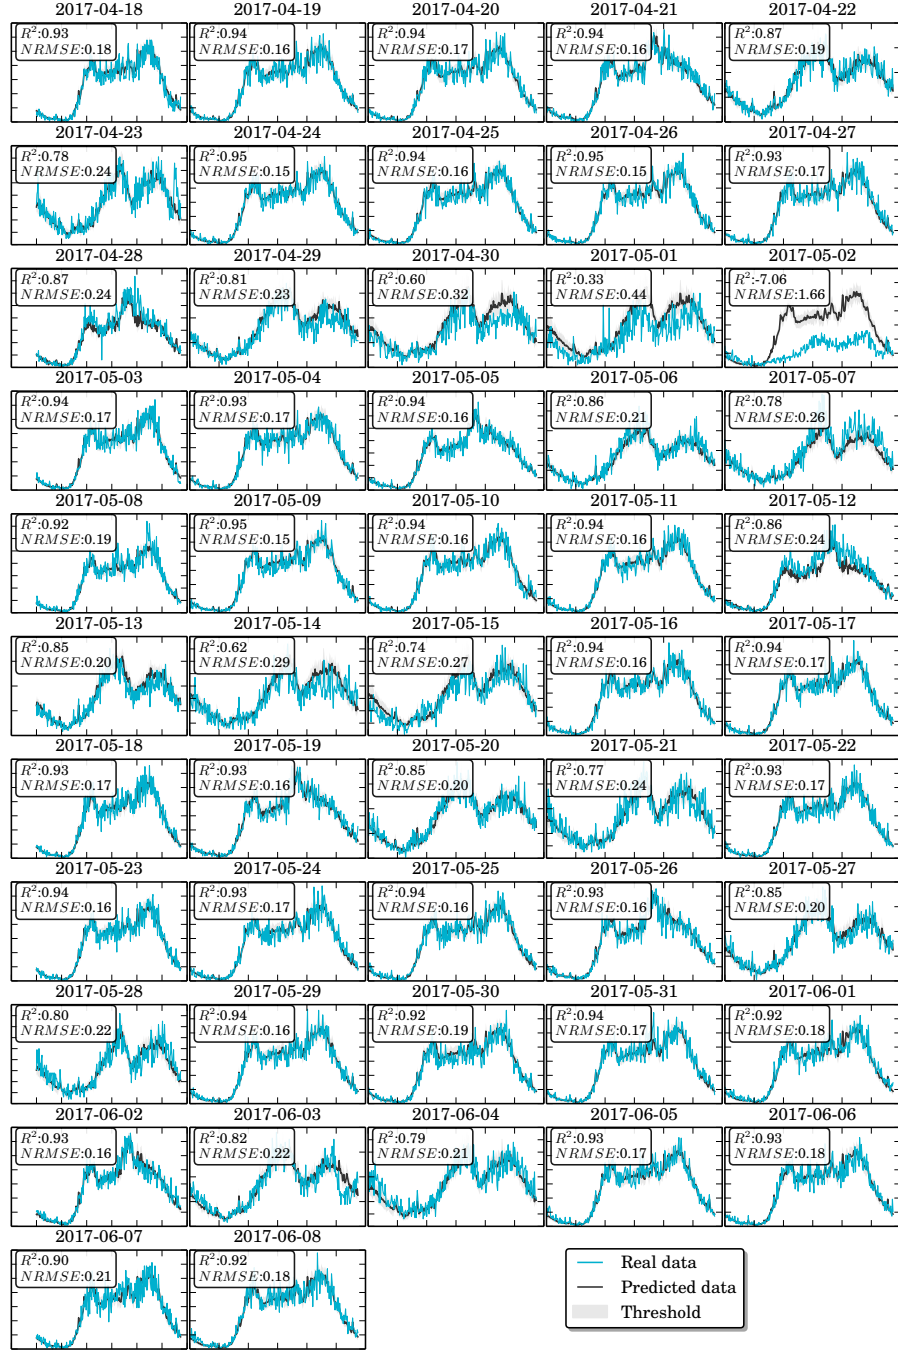 2017-04-18 2017-04-19 2017-04-20 2017-04-21 2017-04-22
R²:0.93 R²:0.94 R²:0.94 R²:0.94 R²:0.87
NRMSE:0.18 NRMSE:0.16 NRMSE:0.17 NRMSE:0.16 NRMSE:0.19
2017-04-23 2017-04-24 2017-04-25 2017-04-26 2017-04-27
R²:0.78 R²:0.95 R²:0.94 R²:0.95 R²:0.93
NRMSE:0.24 NRMSE:0.15 NRMSE:0.16 NRMSE:0.15 NRMSE:0.17
2017-04-28 2017-04-29 2017-04-30 2017-05-01 2017-05-02
R²:0.87 R²:0.81 R²:0.60 R²:0.33 R²:-7.06
NRMSE:0.24 NRMSE:0.23 NRMSE:0.32 NRMSE:0.44 NRMSE:1.66
2017-05-03 2017-05-04 2017-05-05 2017-05-06 2017-05-07
R²:0.94 R²:0.93 R²:0.94 R²:0.86 R²:0.78
NRMSE:0.17 NRMSE:0.17 NRMSE:0.16 NRMSE:0.21 NRMSE:0.26
2017-05-08 2017-05-09 2017-05-10 2017-05-11 2017-05-12
R²:0.92 R²:0.95 R²:0.94 R²:0.94 R²:0.86
NRMSE:0.19 NRMSE:0.15 NRMSE:0.16 NRMSE:0.16 NRMSE:0.24
2017-05-13 2017-05-14 2017-05-15 2017-05-16 2017-05-17
R²:0.85 R²:0.62 R²:0.74 R²:0.94 R²:0.94
NRMSE:0.20 NRMSE:0.29 NRMSE:0.27 NRMSE:0.16 NRMSE:0.17
2017-05-18 2017-05-19 2017-05-20 2017-05-21 2017-05-22
R²:0.93 R²:0.93 R²:0.85 R²:0.77 R²:0.93
NRMSE:0.17 NRMSE:0.16 NRMSE:0.20 NRMSE:0.24 NRMSE:0.17
2017-05-23 2017-05-24 2017-05-25 2017-05-26 2017-05-27
R²:0.94 R²:0.93 R²:0.94 R²:0.93 R²:0.85
NRMSE:0.16 NRMSE:0.17 NRMSE:0.16 NRMSE:0.16 NRMSE:0.20
2017-05-28 2017-05-29 2017-05-30 2017-05-31 2017-06-01
R²:0.80 R²:0.94 R²:0.92 R²:0.94 R²:0.92
NRMSE:0.22 NRMSE:0.16 NRMSE:0.19 NRMSE:0.17 NRMSE:0.18
2017-06-02 2017-06-03 2017-06-04 2017-06-05 2017-06-06
R²:0.93 R²:0.82 R²:0.79 R²:0.93 R²:0.93
NRMSE:0.16 NRMSE:0.22 NRMSE:0.21 NRMSE:0.17 NRMSE:0.18
2017-06-07 2017-06-08
R²:0.90 R²:0.92
NRMSE:0.21 NRMSE:0.18
Real data
Predicted data
Threshold